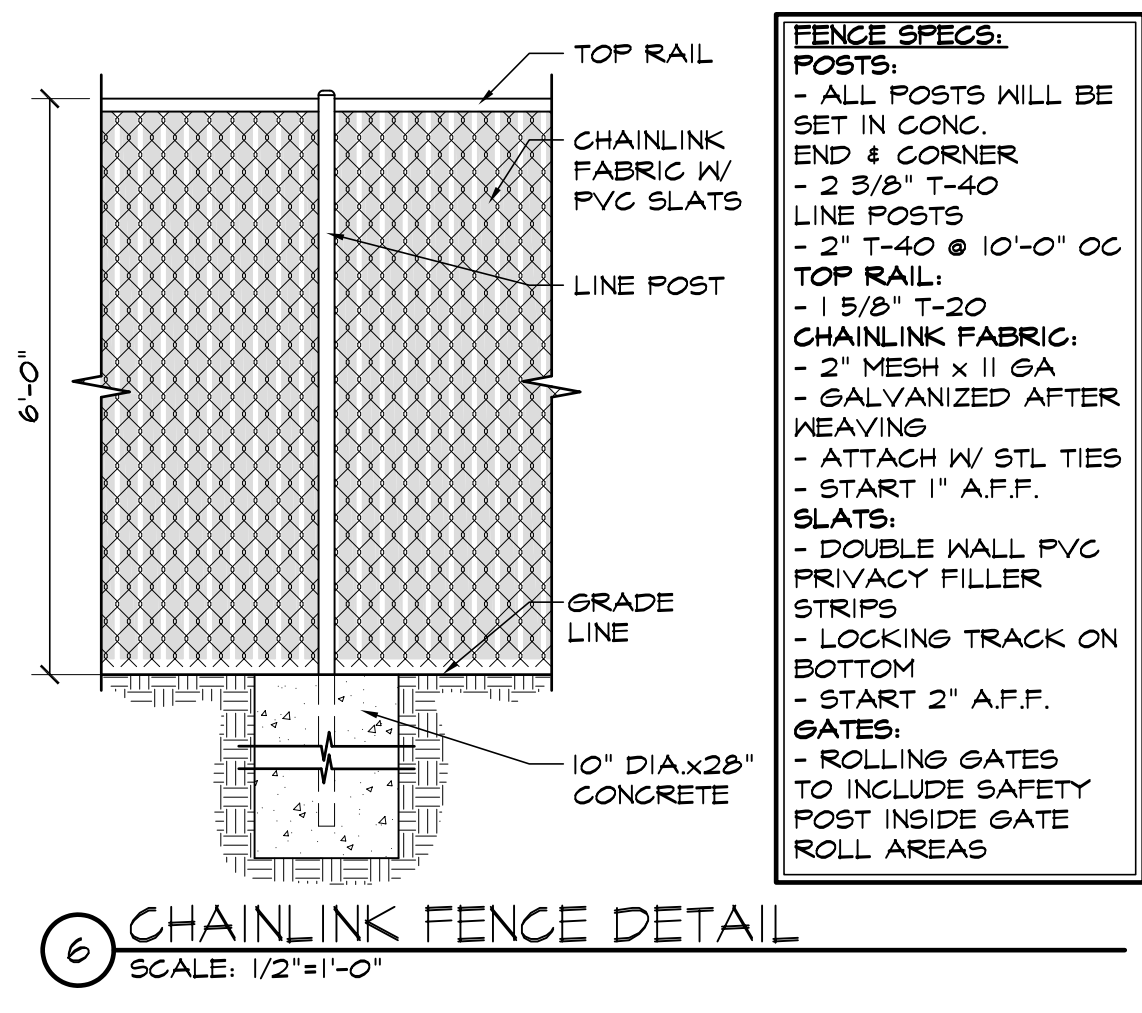 TOP RAIL
CHAINLINK
FABRIC W/
PVC SLATS
LINE POST
6'-0"
GRADE
LINE
10" DIA.x28"
CONCRETE
FENCE SPECS:
POSTS:
- ALL POSTS WILL BE
SET IN CONC.
END & CORNER
- 2 3/8" T-40
LINE POSTS
- 2" T-40 @ 10'-0" OC
TOP RAIL:
- 1 5/8" T-20
CHAINLINK FABRIC:
- 2" MESH x 11 GA
- GALVANIZED AFTER
WEAVING
- ATTACH W/ STL TIES
- START 1" A.F.F.
SLATS:
- DOUBLE WALL PVC
PRIVACY FILLER
STRIPS
- LOCKING TRACK ON
BOTTOM
- START 2" A.F.F.
GATES:
- ROLLING GATES
TO INCLUDE SAFETY
POST INSIDE GATE
ROLL AREAS
6 CHAINLINK FENCE DETAIL
SCALE: 1/2"=1'-0"